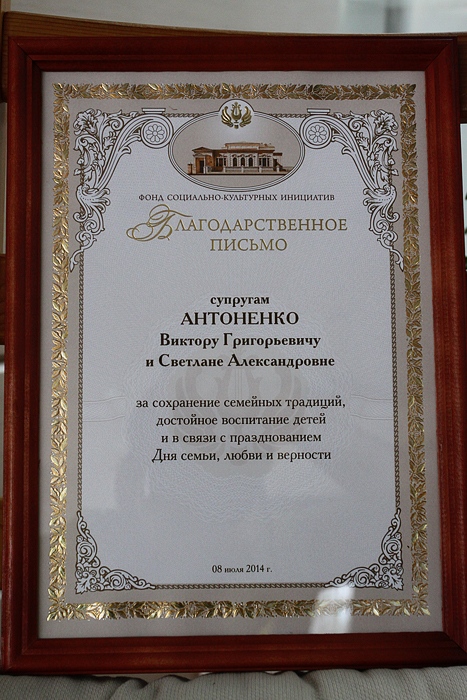 ФОНД СОЦИАЛЬНО-КУЛЬТУРНЫХ ИНИЦИАТИВ
БЛАГОДАРСТВЕННОЕ
ПИСЬМО
супругам
АНТОНЕНКО
Виктору Григорьевичу
и Светлане Александровне
за сохранение семейных традиций,
достойное воспитание детей
и в связи с празднованием
Дня семьи, любви и верности
08 июля 2014 г.